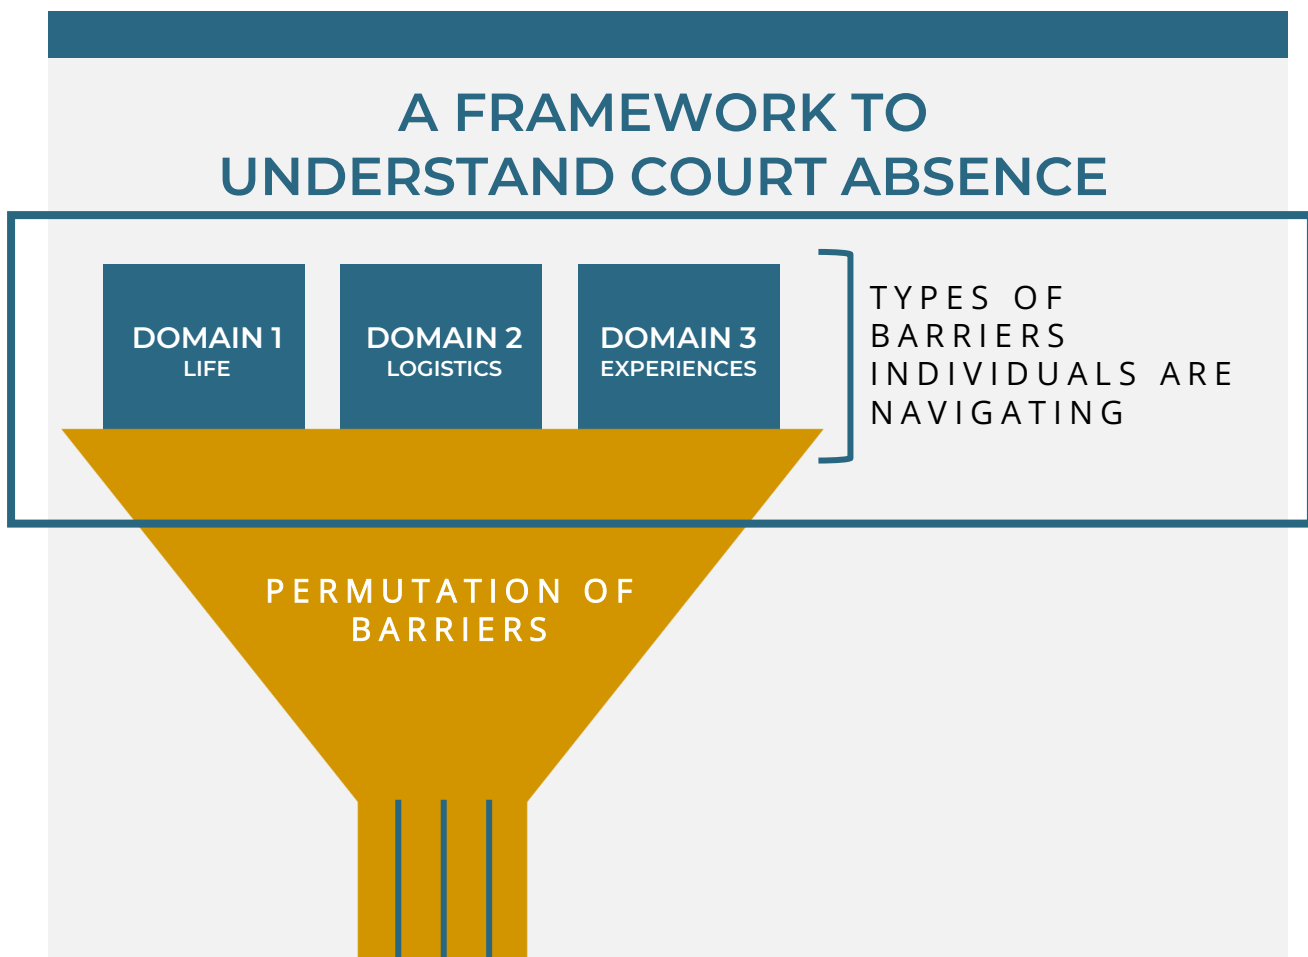 A FRAMEWORK TO
UNDERSTAND COURT ABSENCE
DOMAIN 1
LIFE
DOMAIN 2
LOGISTICS
DOMAIN 3
EXPERIENCES
TYPES OF
BARRIERS
INDIVIDUALS ARE
NAVIGATING
PERMUTATION OF
BARRIERS